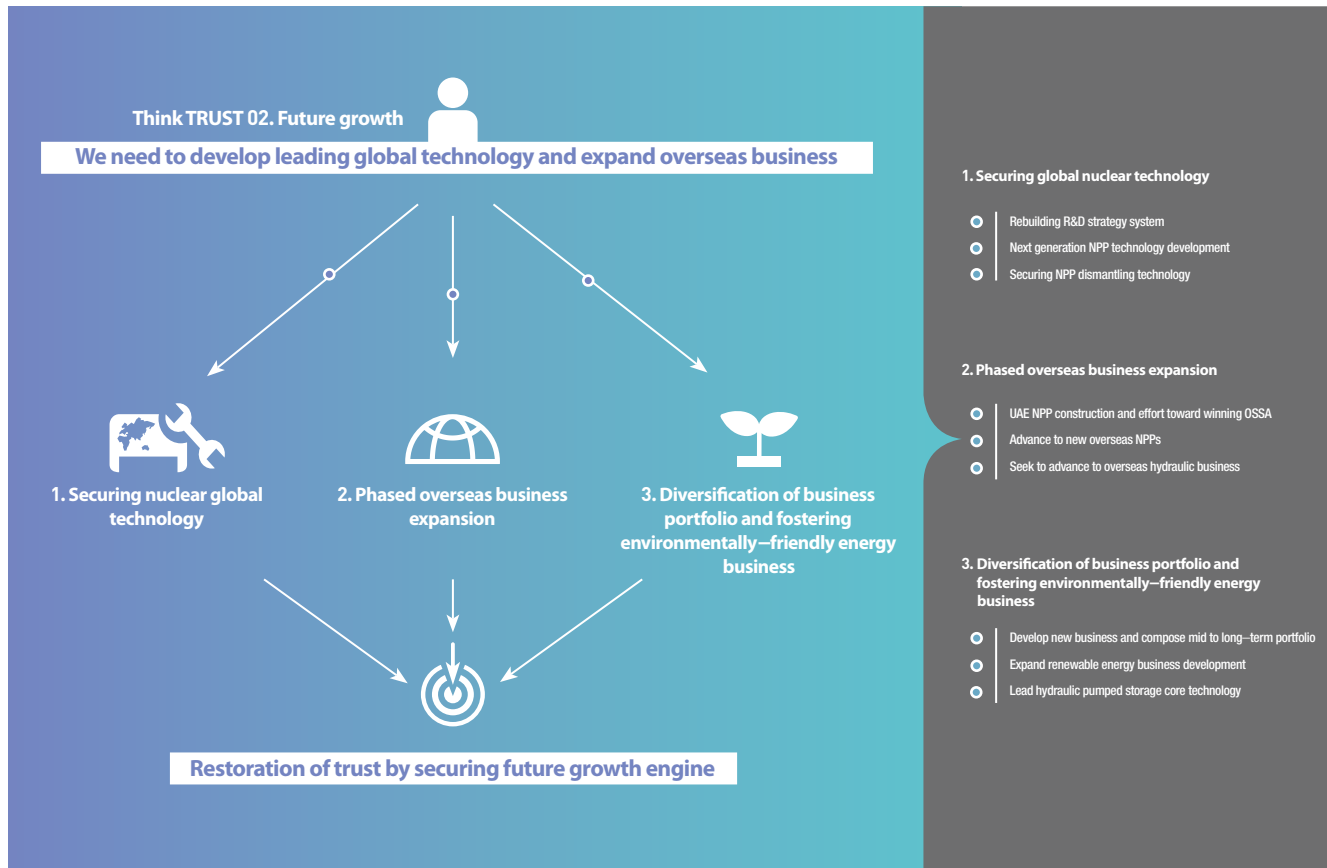 Think TRUST 02. Future growth
We need to develop leading global technology and expand overseas business
1. Securing nuclear global
technology
2. Phased overseas business
expansion
3. Diversification of business
portfolio and fostering
environmentally–friendly energy
business
Restoration of trust by securing future growth engine
1. Securing global nuclear technology
Rebuilding R&D strategy system
Next generation NPP technology development
Securing NPP dismantling technology
2. Phased overseas business expansion
UAE NPP construction and effort toward winning OSSA
Advance to new overseas NPPs
Seek to advance to overseas hydraulic business
3. Diversification of business portfolio and
fostering environmentally–friendly energy
business
Develop new business and compose mid to long–term portfolio
Expand renewable energy business development
Lead hydraulic pumped storage core technology